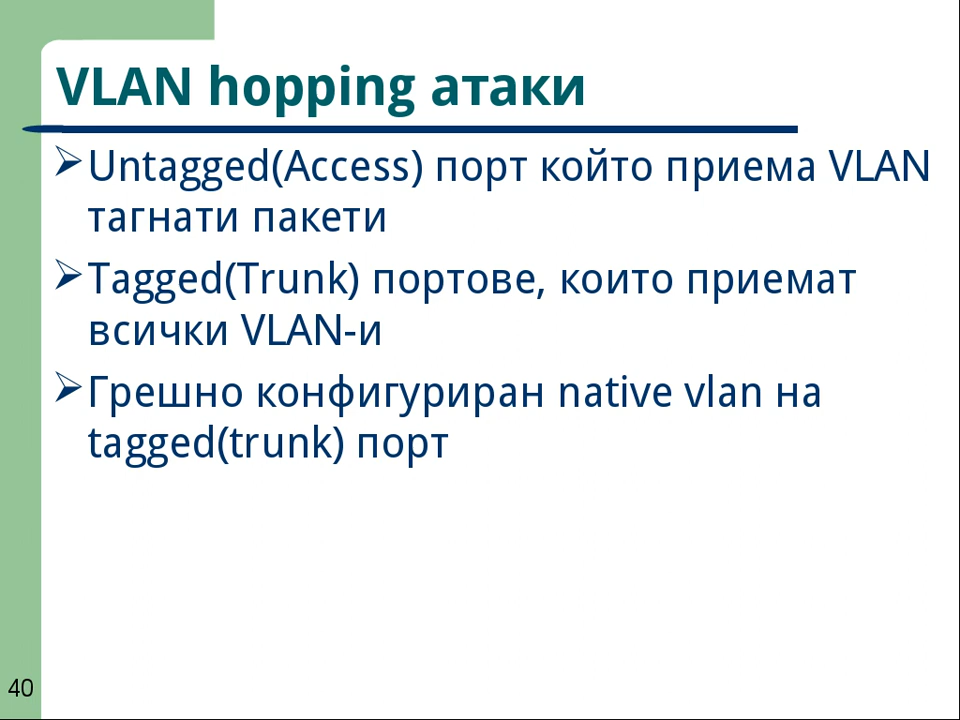 VLAN hopping атаки
Untagged(Access) порт който приема VLAN
тагнати пакети
Tagged(Trunk) портове, които приемат
всички VLAN-и
Грешно конфигуриран native vlan на
tagged(trunk) порт
40